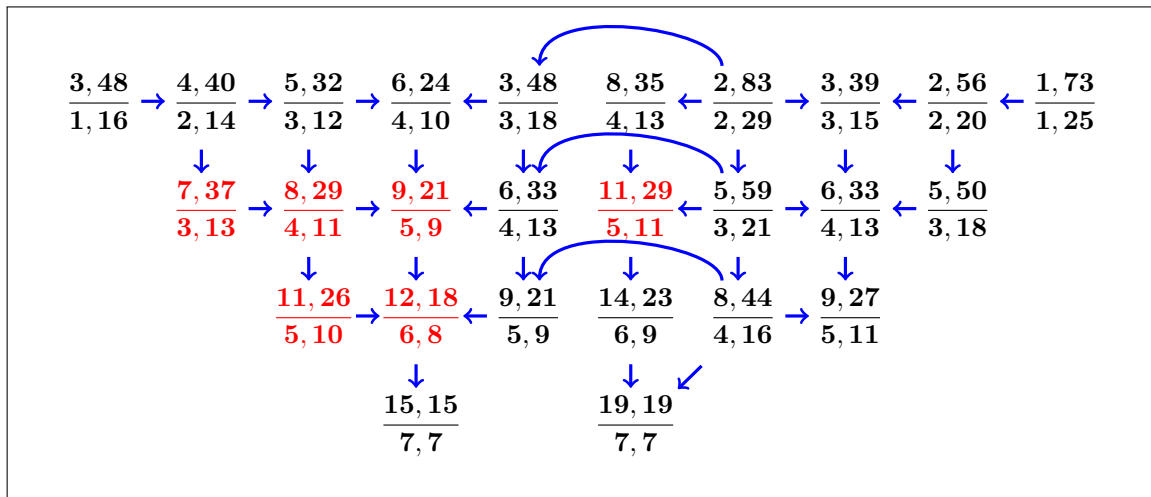 3, 48 4, 40 5, 32 6, 24 3, 48 8, 35 2, 83 3, 39 2, 56 1, 73
1, 16 2, 14 3, 12 4, 10 3, 18 4, 13 2, 29 3, 15 2, 20 1, 25
7, 37 8, 29 9, 21 6, 33 11, 29 5, 59 6, 33 5, 50
3, 13 4, 11 5, 9 4, 13 5, 11 3, 21 4, 13 3, 18
11, 26 12, 18 9, 21 14, 23 8, 44 9, 27
5, 10 6, 8 5, 9 6, 9 4, 16 5, 11
15, 15 19, 19
7, 7 7, 7